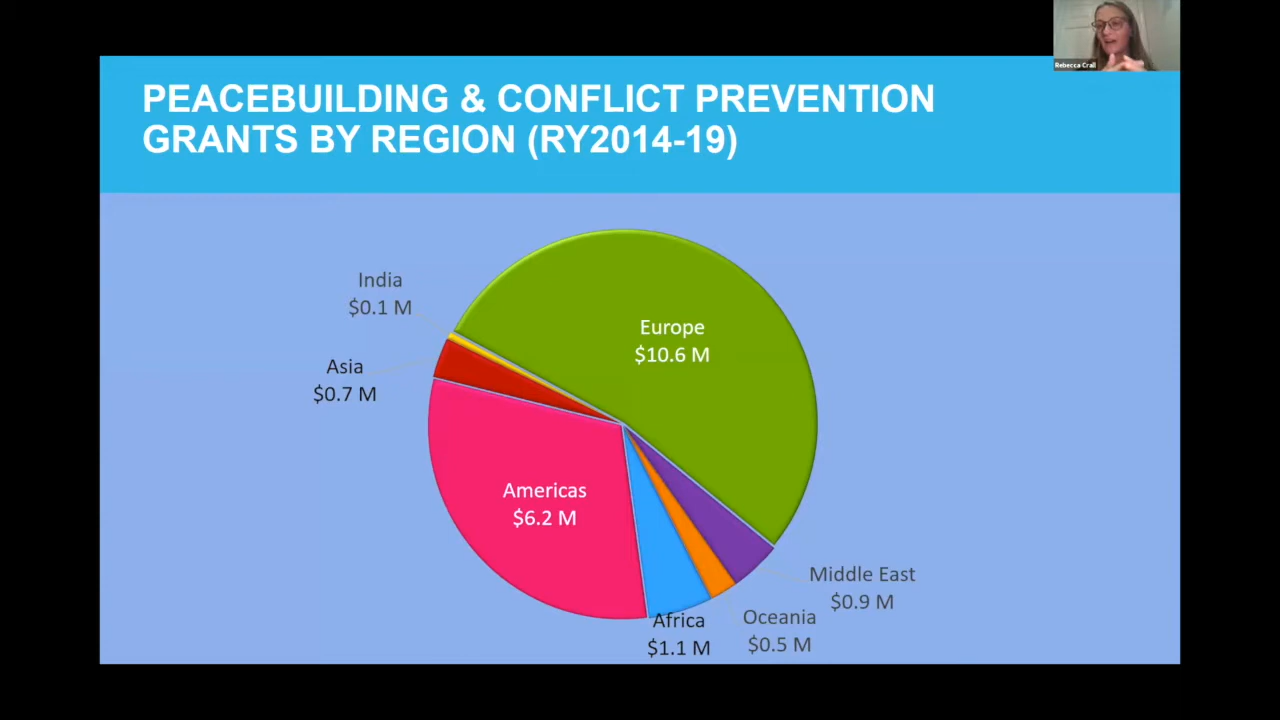 Rebecca Crall
PEACEBUILDING & CONFLICT PREVENTION
GRANTS BY REGION (RY2014-19)
India
$0.1 M
Europe
$10.6 M
Asia
$0.7 M
Americas
$6.2 M
Middle East
$0.9 M
Oceania
$0.5 M
Africa
$1.1 M